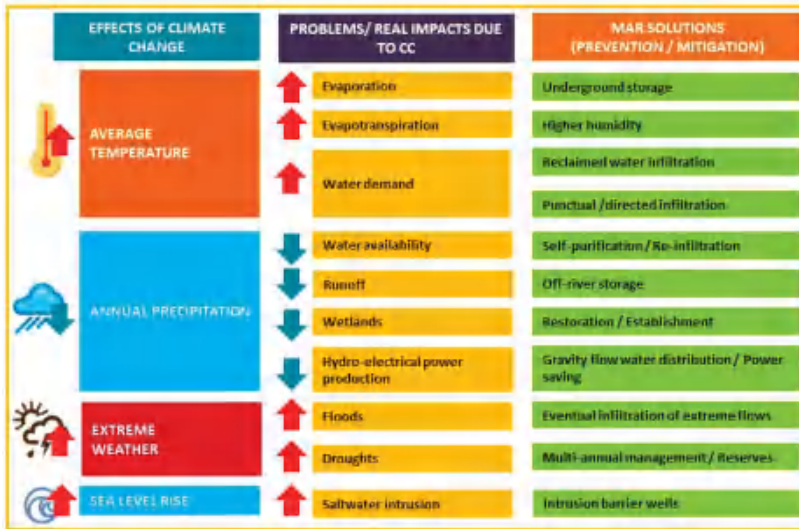 EFFECTS OF CLIMATE
CHANGE
PROBLEMS/ REAL IMPACTS DUE
TO CC
MAR SOLUTIONS
(PREVENTION / MITIGATION)
AVERAGE
TEMPERATURE
Evaporation
Underground storage
Evapotranspiration
Higher humidity
Water demand
Reclaimed water infiltration
Punctual /directed infiltration
ANNUAL PRECIPITATION
Water availability
Self-purification / Re-infiltration
Runoff
Off-river storage
Wetlands
Restoration / Establishment
Hydro-electrical power
production
Gravity flow water distribution / Power
saving
EXTREME
WEATHER
Floods
Eventual infiltration of extreme flows
Droughts
Multi-annual management / Reserves
SEA LEVEL RISE
Saltwater intrusion
Intrusion barrier wells